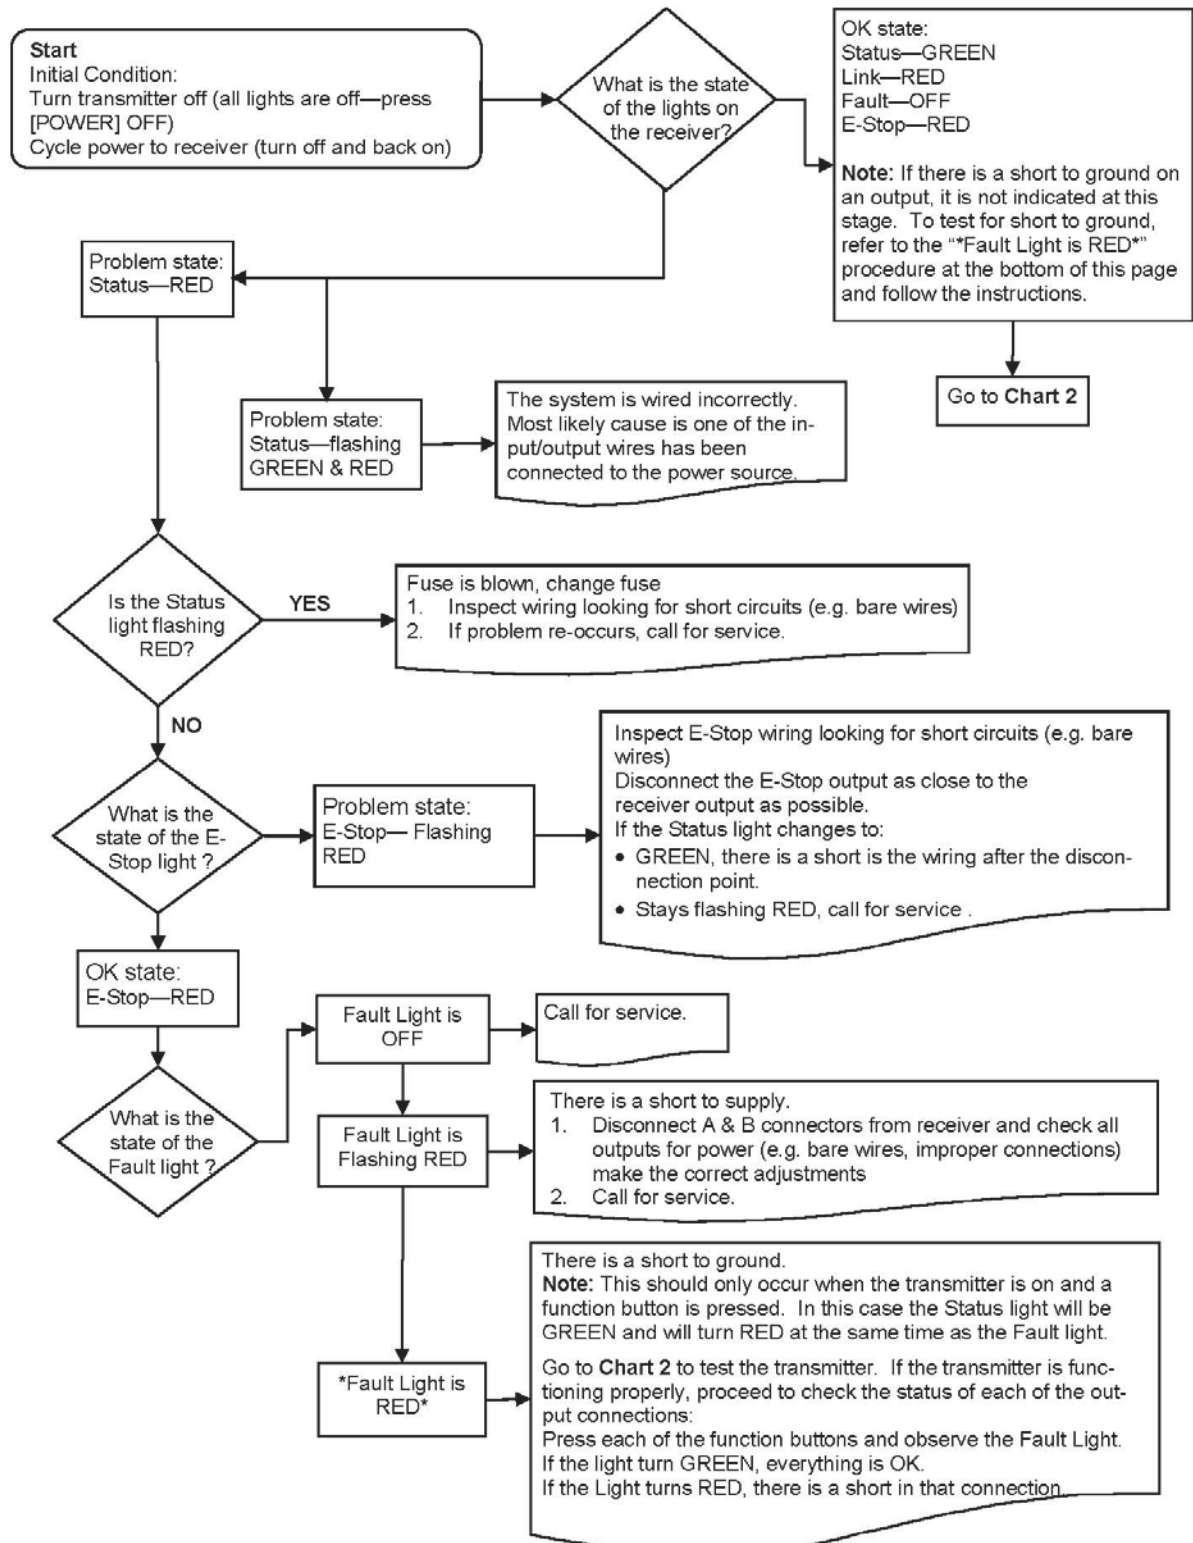 Start
Initial Condition:
Turn transmitter off (all lights are off—press
[POWER] OFF)
Cycle power to receiver (turn off and back on)
What is the state
of the lights on
the receiver?
OK state:
Status—GREEN
Link—RED
Fault—OFF
E-Stop—RED
Note: If there is a short to ground on
an output, it is not indicated at this
stage. To test for short to ground,
refer to the “*Fault Light is RED*”
procedure at the bottom of this page
and follow the instructions.
Go to Chart 2
Problem state:
Status—RED
Problem state:
Status—flashing
GREEN & RED
The system is wired incorrectly.
Most likely cause is one of the in-
put/output wires has been
connected to the power source.
Is the Status
light flashing
RED?
YES
Fuse is blown, change fuse
1. Inspect wiring looking for short circuits (e.g. bare wires)
2. If problem re-occurs, call for service.
NO
What is the
state of the E-
Stop light ?
Problem state:
E-Stop— Flashing
RED
Inspect E-Stop wiring looking for short circuits (e.g. bare
wires)
Disconnect the E-Stop output as close to the
receiver output as possible.
If the Status light changes to:
• GREEN, there is a short is the wiring after the discon-
nection point.
• Stays flashing RED, call for service .
OK state:
E-Stop—RED
What is the
state of the
Fault light ?
Fault Light is
OFF
Call for service.
Fault Light is
Flashing RED
There is a short to supply.
1. Disconnect A & B connectors from receiver and check all
outputs for power (e.g. bare wires, improper connections)
make the correct adjustments
2. Call for service.
*Fault Light is
RED*
There is a short to ground.
Note: This should only occur when the transmitter is on and a
function button is pressed. In this case the Status light will be
GREEN and will turn RED at the same time as the Fault light.
Go to Chart 2 to test the transmitter. If the transmitter is func-
tioning properly, proceed to check the status of each of the out-
put connections:
Press each of the function buttons and observe the Fault Light.
If the light turn GREEN, everything is OK.
If the Light turns RED, there is a short in that connection.